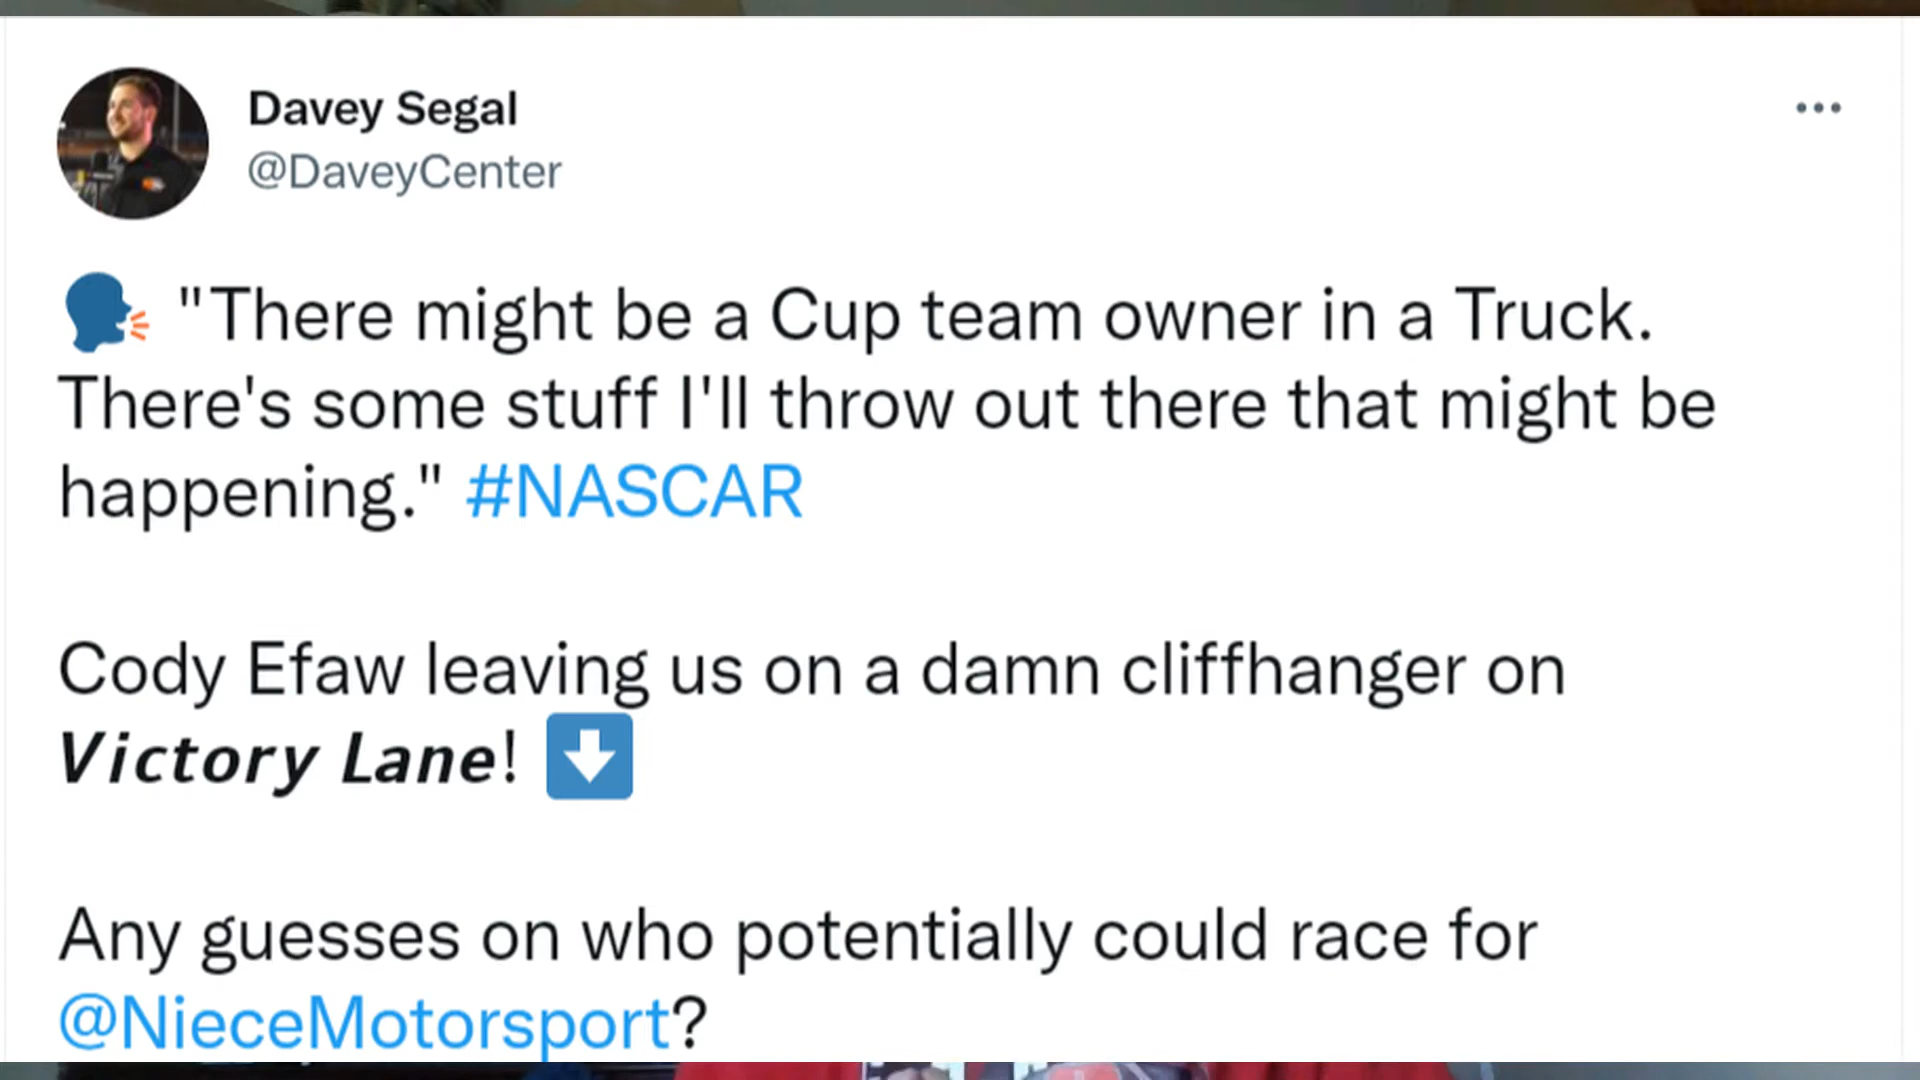 Davey Segal
@DaveyCenter
🗣 "There might be a Cup team owner in a Truck.
There's some stuff I'll throw out there that might be
happening." #NASCAR
Cody Efaw leaving us on a damn cliffhanger on
Victory Lane! ⬇
Any guesses on who potentially could race for
@NieceMotorsport?